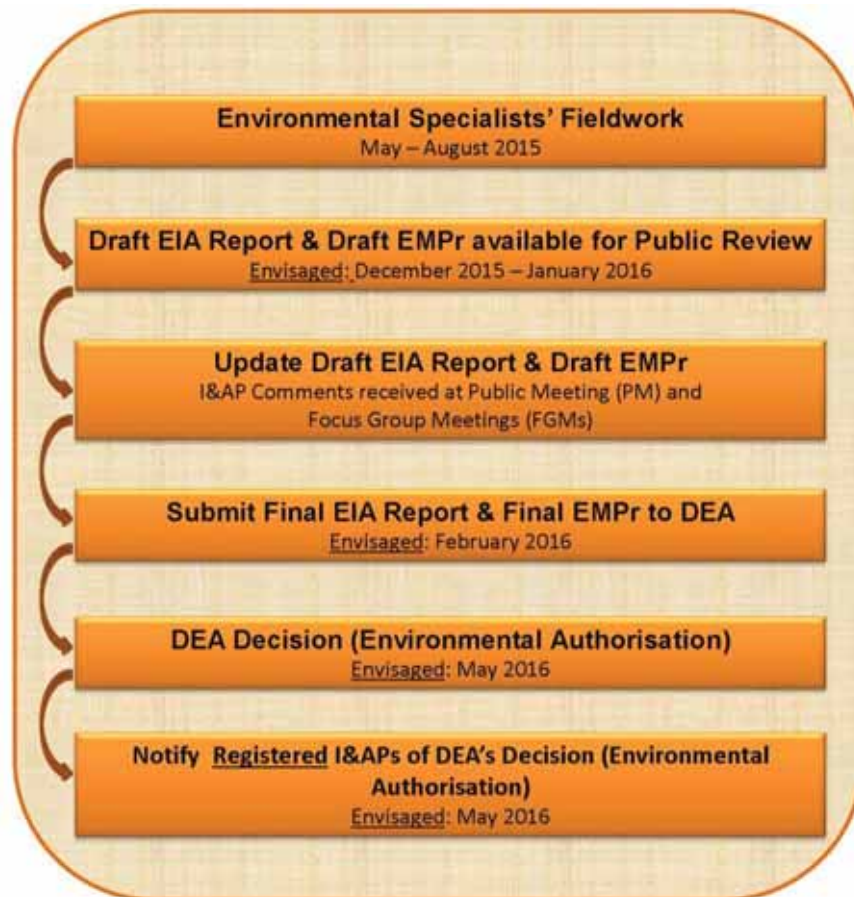 Environmental Specialists' Fieldwork
May – August 2015
Draft EIA Report & Draft EMPr available for Public Review
Envisaged: December 2015 – January 2016
Update Draft EIA Report & Draft EMPr
I&AP Comments received at Public Meeting (PM) and
Focus Group Meetings (FGMs)
Submit Final EIA Report & Final EMPr to DEA
Envisaged: February 2016
DEA Decision (Environmental Authorisation)
Envisaged: May 2016
Notify Registered I&APs of DEA's Decision (Environmental
Authorisation)
Envisaged: May 2016